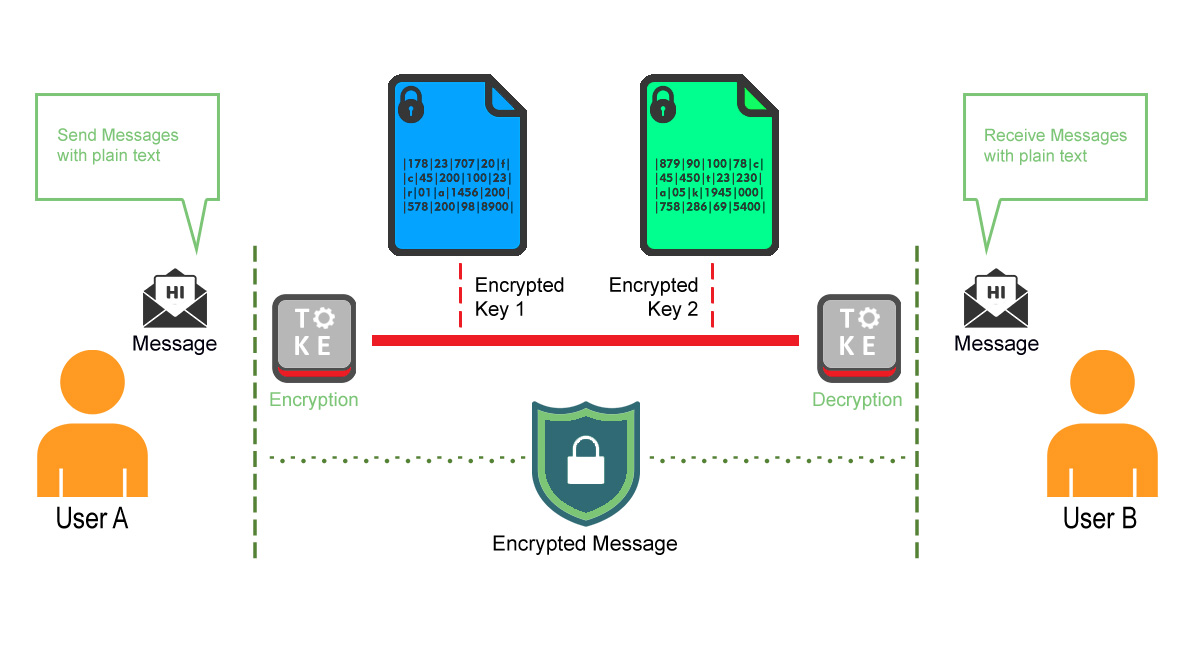 Send Messages
with plain text
Receive Messages
with plain text
|178|23|707|20|f|
|c|45|200|100|23|
|r|01|a|1456|200|
|578|200|98|8900|
|879|90|100|78|c|
45|450|t|23|230|
a|05|k|1945|000|
|758|286|69|5400|
HI
Message
Encrypted
Key 1
Encrypted
Key 2
HI
Message
T
KE
Encryption
T
KE
Decryption
User A
Encrypted Message
User B